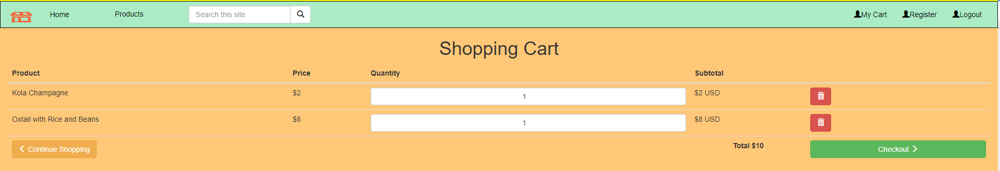 Home Products Search this site My Cart Register Logout
Shopping Cart
Product Price Quantity Subtotal
Kola Champagne $2 1 $2 USD
Oxtail with Rice and Beans $8 1 $8 USD
Continue Shopping Total $10 Checkout